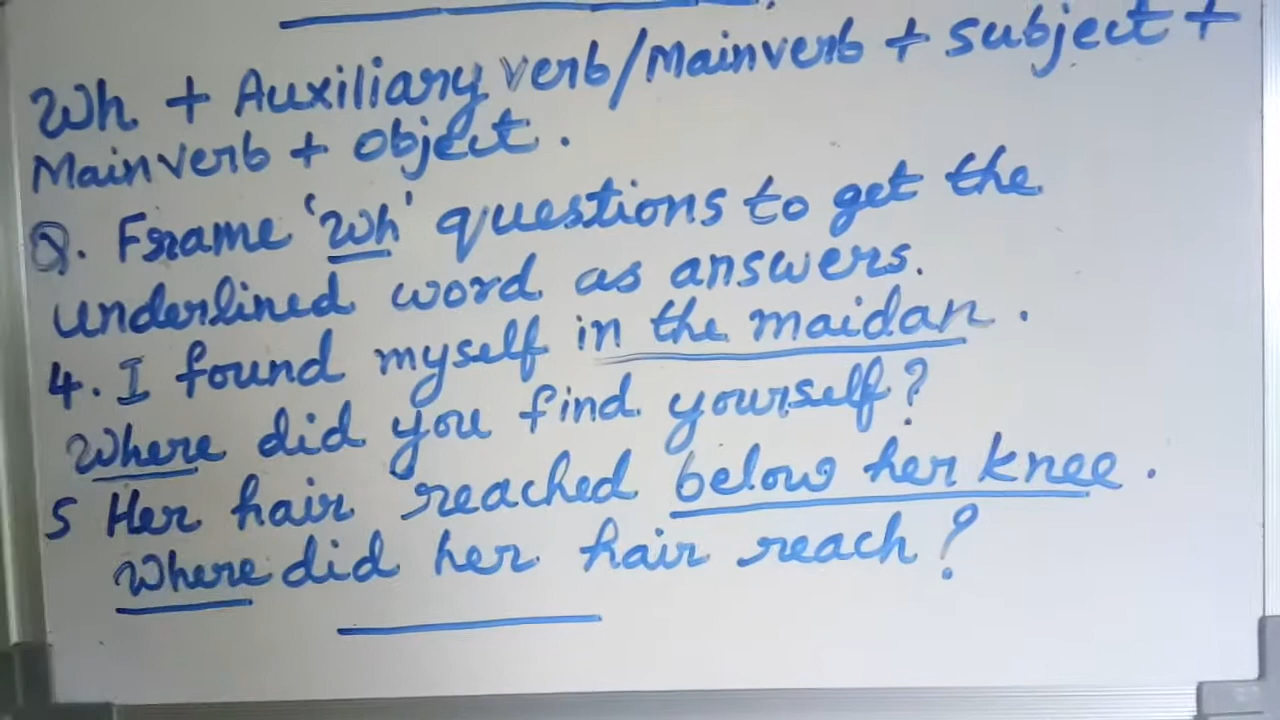 Wh + Auxiliary verb/Mainverb + subject +
Mainverb + object.
Q. Frame 'Wh' questions to get the
underlined word as answers.
4. I found myself in the maidan.
Where did you find yourself?
5 Her hair reached below her knee.
Where did her hair reach?